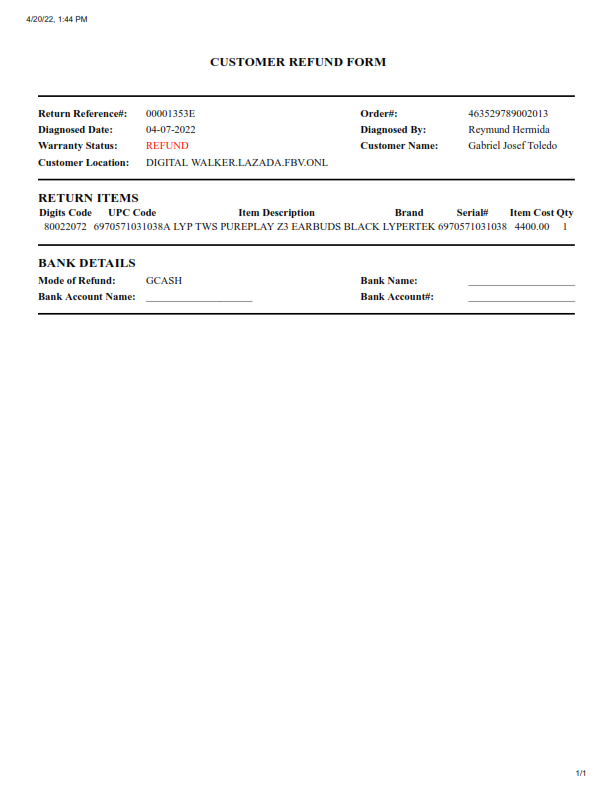 4/20/22, 1:44 PM
CUSTOMER REFUND FORM
Return Reference#: 00001353E Order#: 463529789002013
Diagnosed Date: 04-07-2022 Diagnosed By: Reymund Hermida
Warranty Status: REFUND Customer Name: Gabriel Josef Toledo
Customer Location: DIGITAL WALKER.LAZADA.FBV.ONL
RETURN ITEMS
Digits Code UPC Code Item Description Brand Serial# Item Cost Qty
80022072 6970571031038A LYP TWS PUREPLAY Z3 EARBUDS BLACK LYPERTEK 6970571031038 4400.00 1
BANK DETAILS
Mode of Refund: GCASH Bank Name: ____________________
Bank Account Name: ____________________ Bank Account#: ____________________
1/1